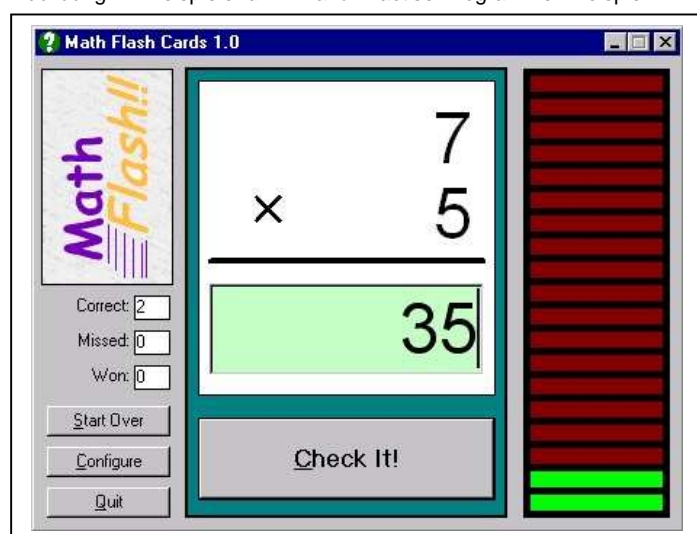 Math Flash Cards 1.0
Math
Flash!!
7
× 5
35
Correct: 2
Missed: 0
Won: 0
Start Over
Configure
Quit
Check It!